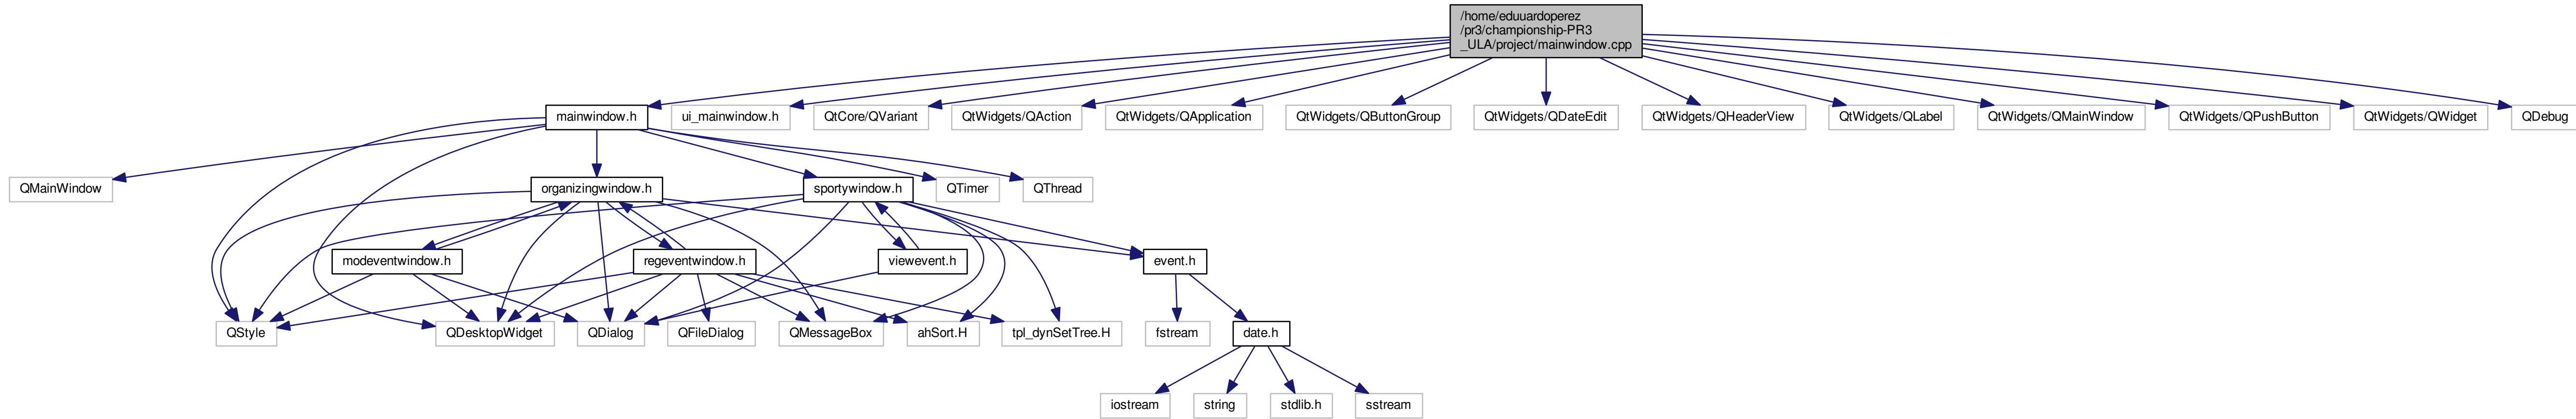 /home/eduuardoperez
/pr3/championship-PR3
_ULA/project/mainwindow.cpp
mainwindow.h
ui_mainwindow.h
QtCore/QVariant
QtWidgets/QAction
QtWidgets/QApplication
QtWidgets/QButtonGroup
QtWidgets/QDateEdit
QtWidgets/QHeaderView
QtWidgets/QLabel
QtWidgets/QMainWindow
QtWidgets/QPushButton
QtWidgets/QWidget
QDebug
QMainWindow
organizingwindow.h
sportywindow.h
QTimer
QThread
modeventwindow.h
regeventwindow.h
viewevent.h
event.h
QStyle
QDesktopWidget
QDialog
QFileDialog
QMessageBox
ahSort.H
tpl_dynSetTree.H
fstream
date.h
iostream
string
stdlib.h
sstream